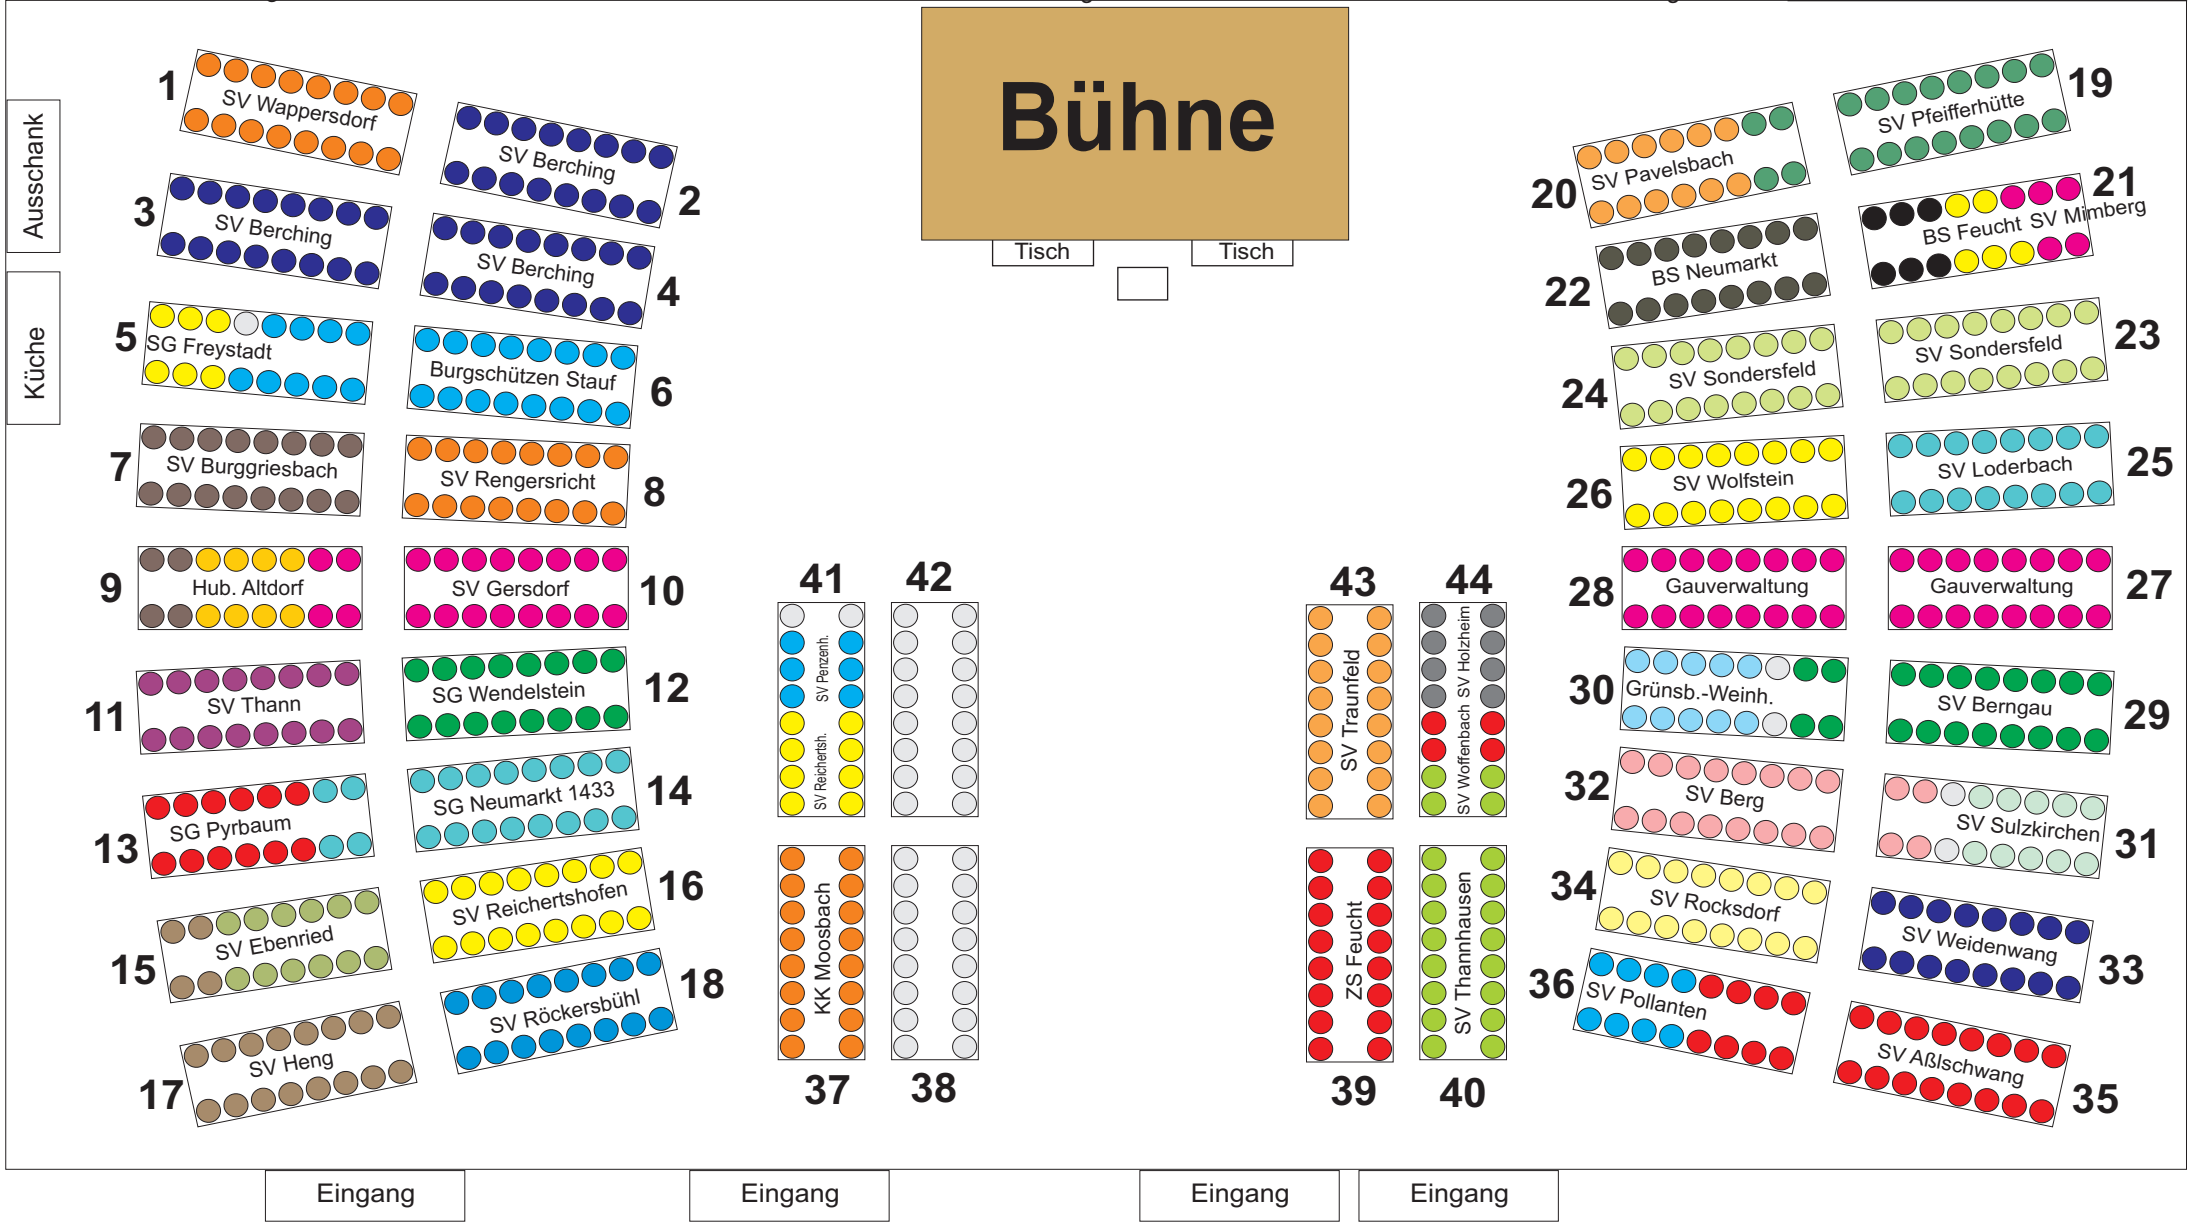 Bühne
Tisch
Tisch
Ausschank
Küche
1
SV Wappersdorf
2
SV Berching
3
SV Berching
4
SV Berching
5
SG Freystadt
6
Burgschützen Stauf
7
SV Burggriesbach
8
SV Rengersricht
9
Hub. Altdorf
10
SV Gersdorf
11
SV Thann
12
SG Wendelstein
13
SG Pyrbaum
14
SG Neumarkt 1433
15
SV Ebenried
16
SV Reichertshofen
17
SV Heng
18
SV Röckersbühl
41
SV Penzenh.
SV Reichertsh.
42
37
KK Moosbach
38
43
SV Traunfeld
44
SV Holzheim
SV Woffenbach
39
ZS Feucht
40
SV Thannhausen
19
SV Pfeifferhütte
20
SV Pavelsbach
21
BS Feucht SV Mimberg
22
BS Neumarkt
23
SV Sondersfeld
24
SV Sondersfeld
25
SV Loderbach
26
SV Wolfstein
27
Gauverwaltung
28
Gauverwaltung
29
SV Berngau
30
Grünsb.-Weinh.
31
SV Sulzkirchen
32
SV Berg
33
SV Weidenwang
34
SV Rocksdorf
35
SV Aßlschwang
36
SV Pollanten
Eingang
Eingang
Eingang
Eingang